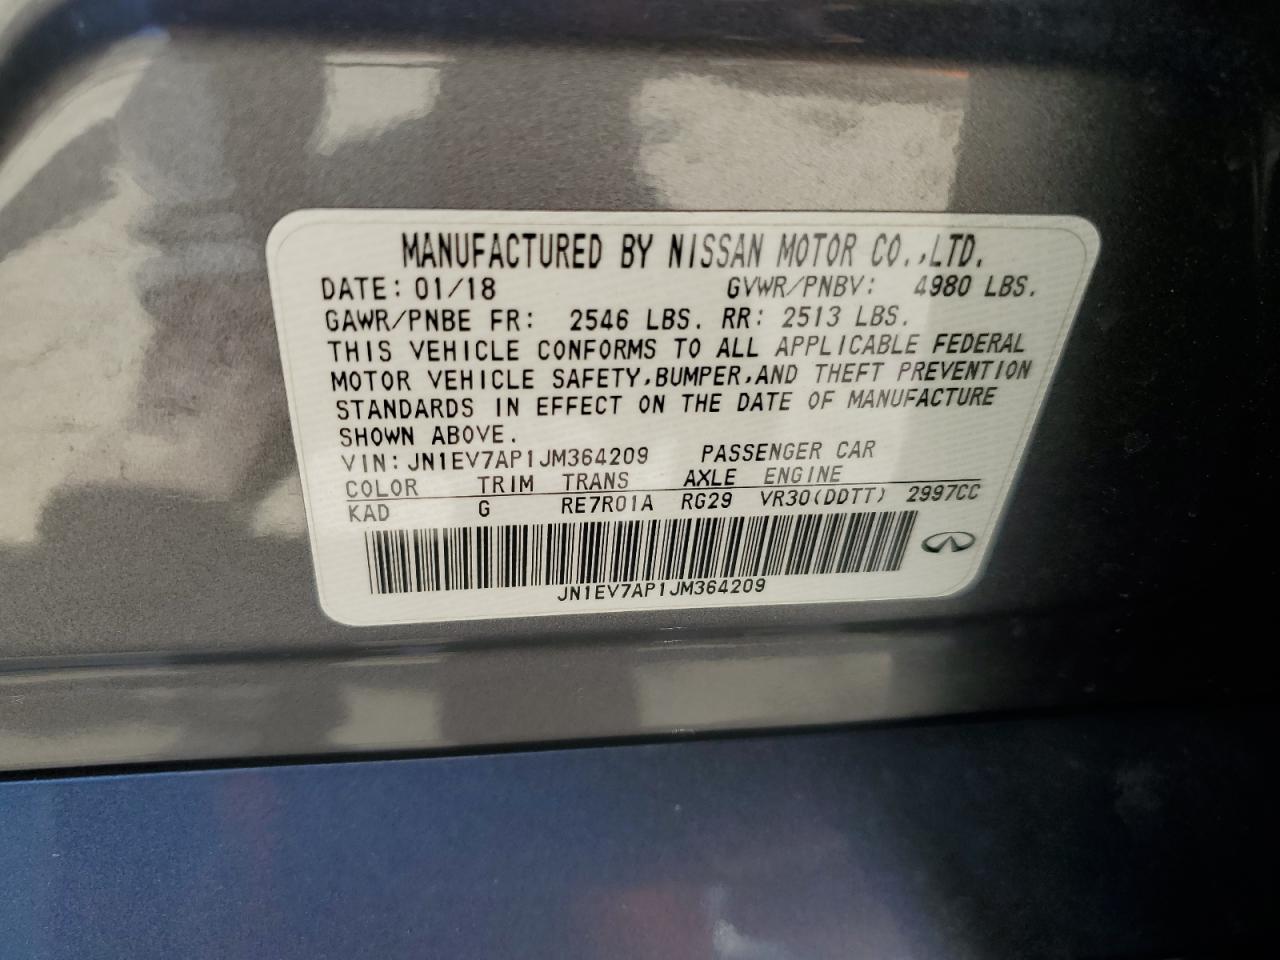 MANUFACTURED BY NISSAN MOTOR CO.,LTD.
DATE: 01/18 GVWR/PNBV: 4980 LBS.
GAWR/PNBE FR: 2546 LBS. RR: 2513 LBS.
THIS VEHICLE CONFORMS TO ALL APPLICABLE FEDERAL
MOTOR VEHICLE SAFETY,BUMPER,AND THEFT PREVENTION
STANDARDS IN EFFECT ON THE DATE OF MANUFACTURE
SHOWN ABOVE.
VIN: JN1EV7AP1JM364209 PASSENGER CAR
COLOR TRIM TRANS AXLE ENGINE
KAD G RE7R01A RG29 VR30(DDTT) 2997CC
JN1EV7AP1JM364209